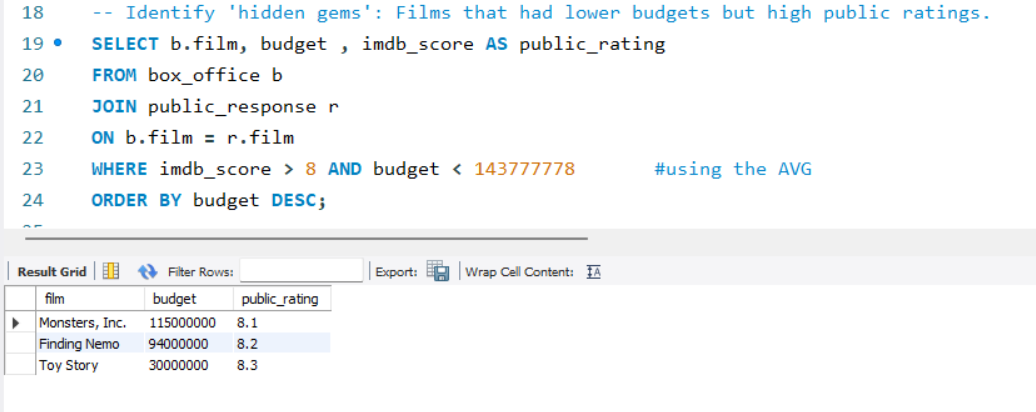 18 -- Identify 'hidden gems': Films that had lower budgets but high public ratings.
19 SELECT b.film, budget , imdb_score AS public_rating
20 FROM box_office b
21 JOIN public_response r
22 ON b.film = r.film
23 WHERE imdb_score > 8 AND budget < 143777778 #using the AVG
24 ORDER BY budget DESC;
Result Grid Filter Rows: Export: Wrap Cell Content: IA
film budget public_rating
Monsters, Inc. 115000000 8.1
Finding Nemo 94000000 8.2
Toy Story 30000000 8.3